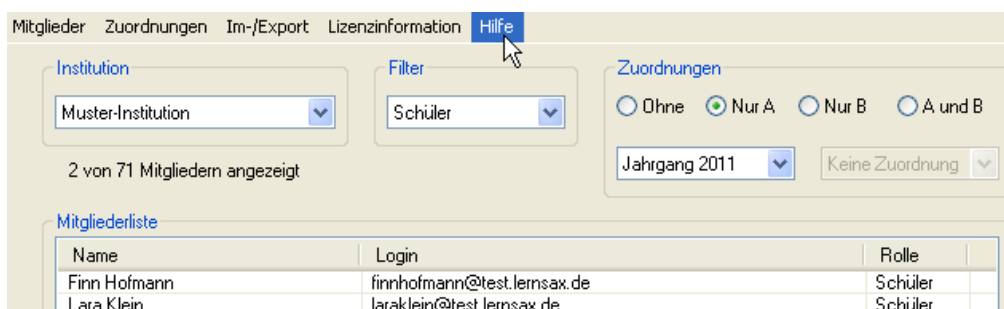 Mitglieder Zuordnungen Im-/Export Lizenzinformation Hilfe
Institution Filter Zuordnungen
Muster-Institution Schüler Ohne Nur A Nur B A und B
2 von 71 Mitgliedern angezeigt Jahrgang 2011 Keine Zuordnung
Mitgliederliste
Name Login Rolle
Finn Hofmann finnhofmann@test.lernsax.de Schüler
Lara Klein laraklein@test.lernsax.de Schüler